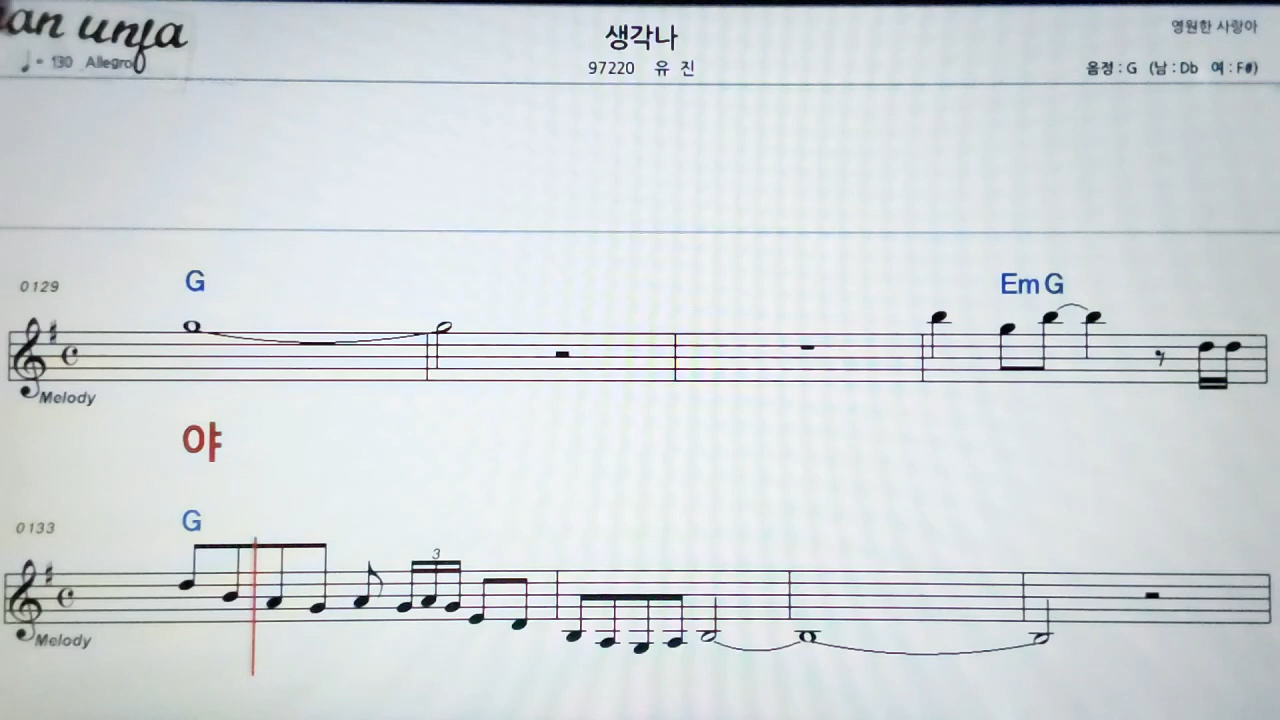 an unja
생각나
영원한 사랑아
♩= 130 Allegro
97220 유 진
음정 : G (남 : Db 여 : F#)
0129
G
Em G
Melody
야
0133
G
3
Melody